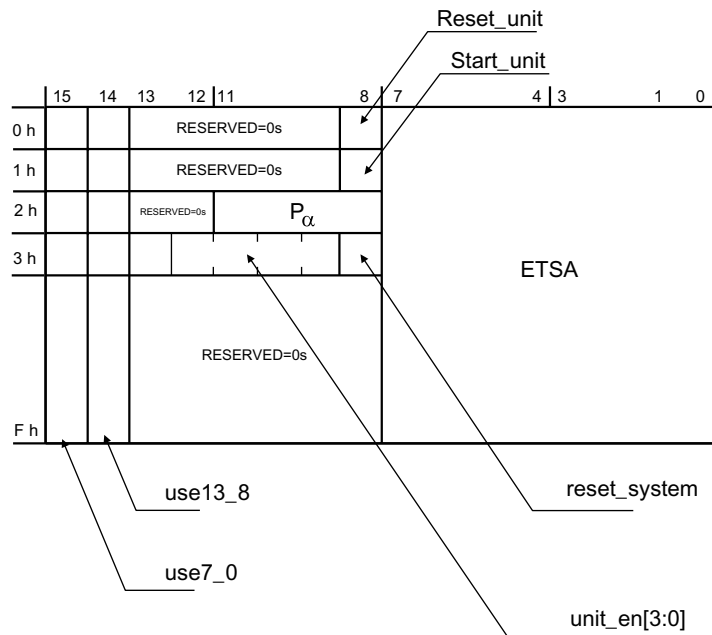 Reset_unit
Start_unit
15 14 13 12 11 8 7 4 3 1 0
0 h RESERVED=0s
1 h RESERVED=0s
2 h RESERVED=0s Pα
3 h
ETSA
RESERVED=0s
F h
use13_8
reset_system
use7_0
unit_en[3:0]